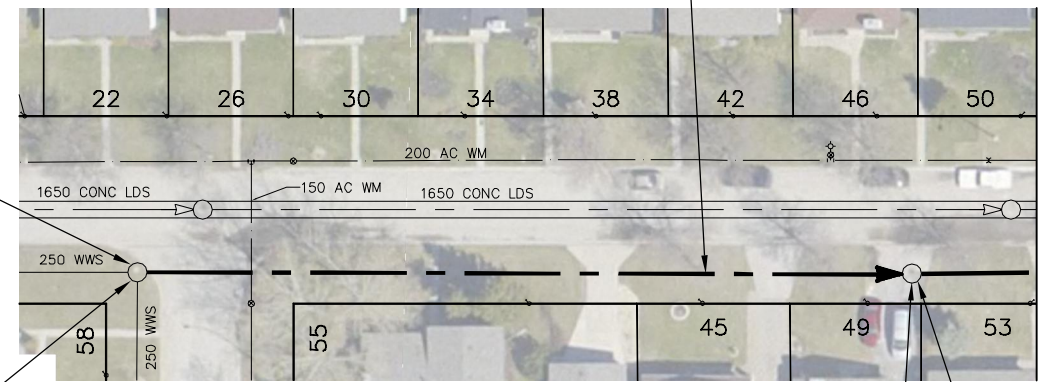 22 26 30 34 38 42 46 50
200 AC WM
1650 CONC LDS
150 AC WM
1650 CONC LDS
250 WWS
250 WWS
58
55
45 49 53